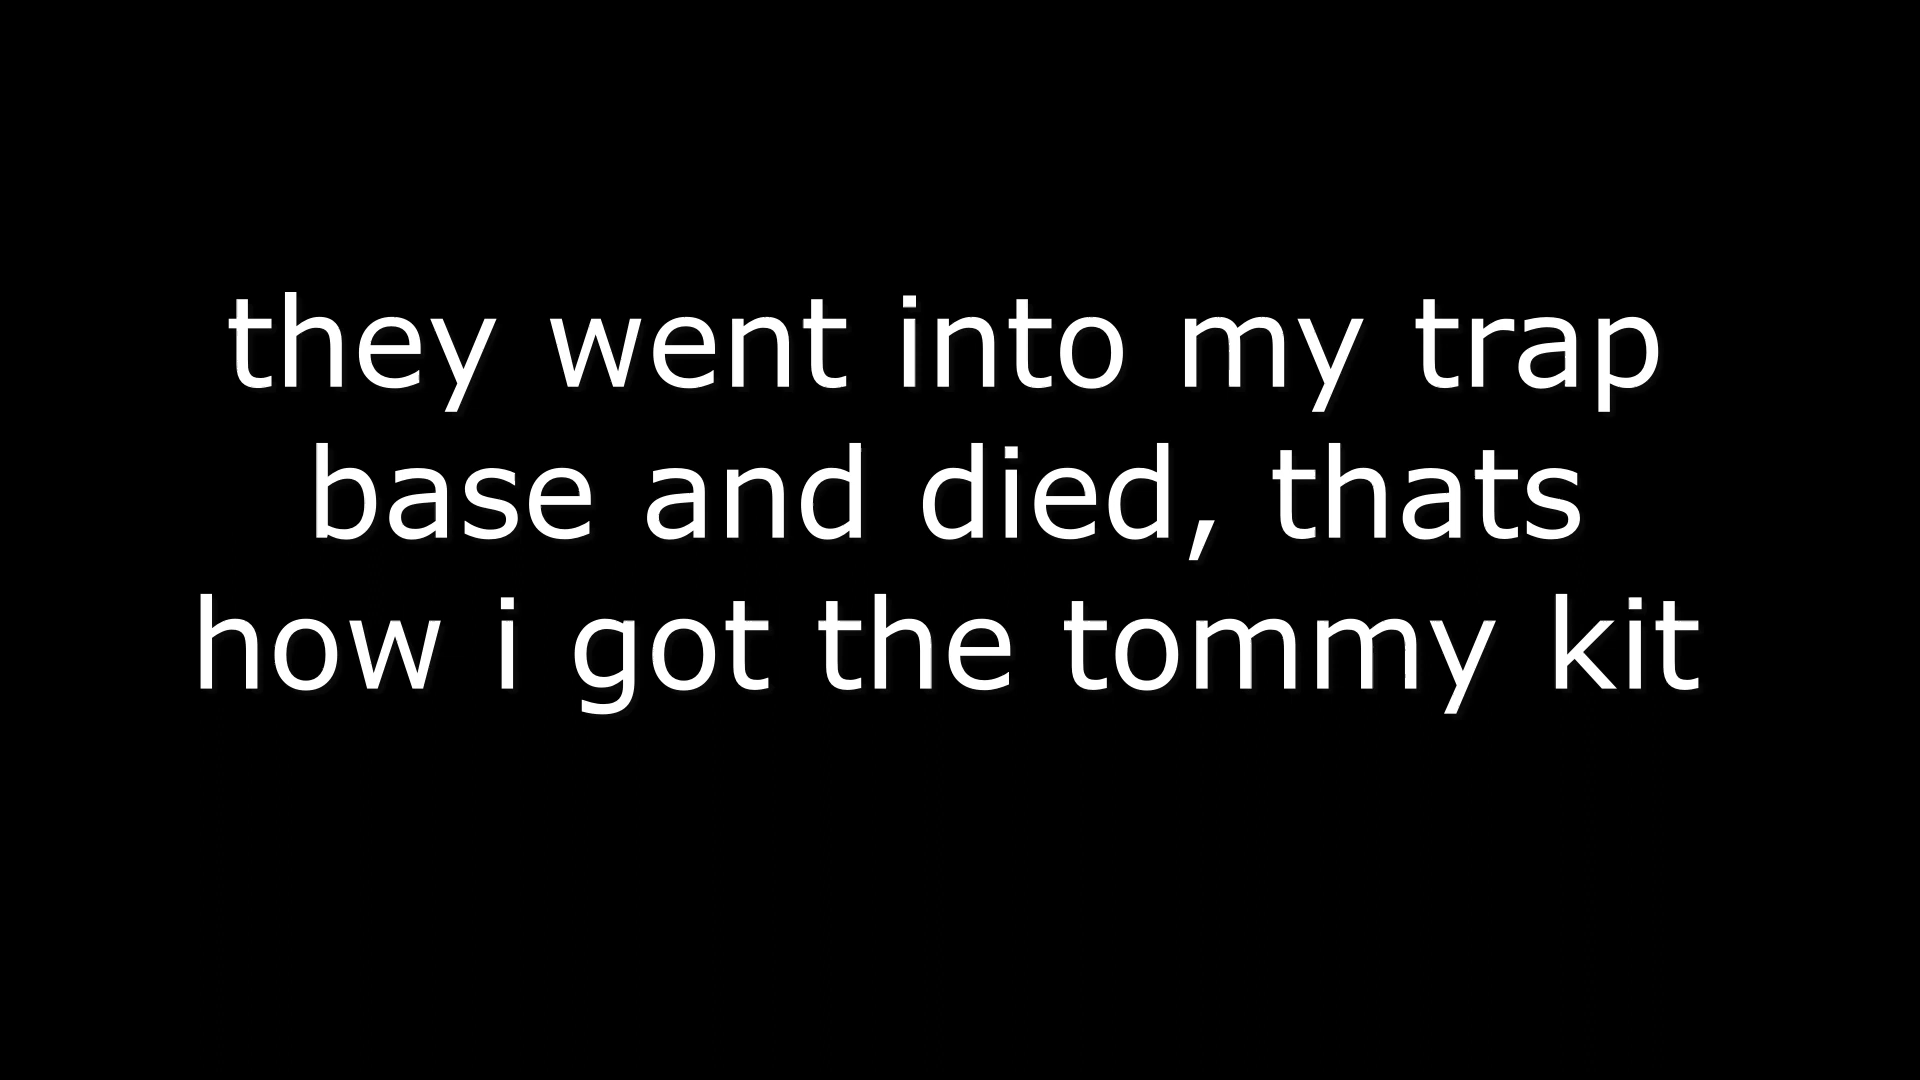 they went into my trap
base and died, thats
how i got the tommy kit